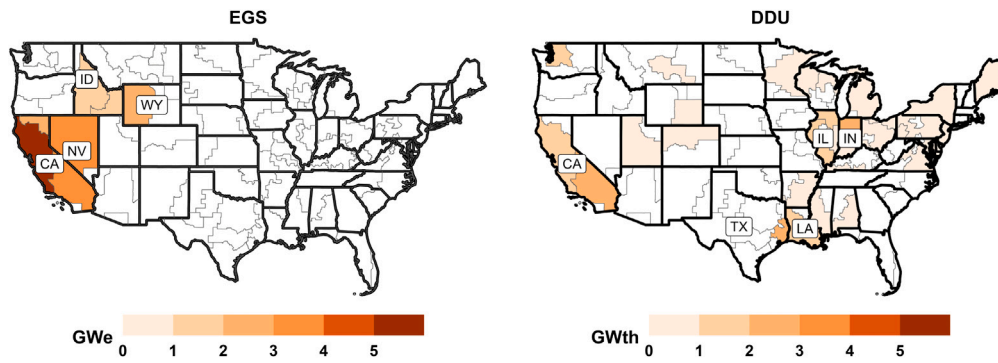 EGS
ID
WY
NV
CA
GWe
0 1 2 3 4 5
DDU
IL
IN
CA
TX
LA
GWth
0 1 2 3 4 5